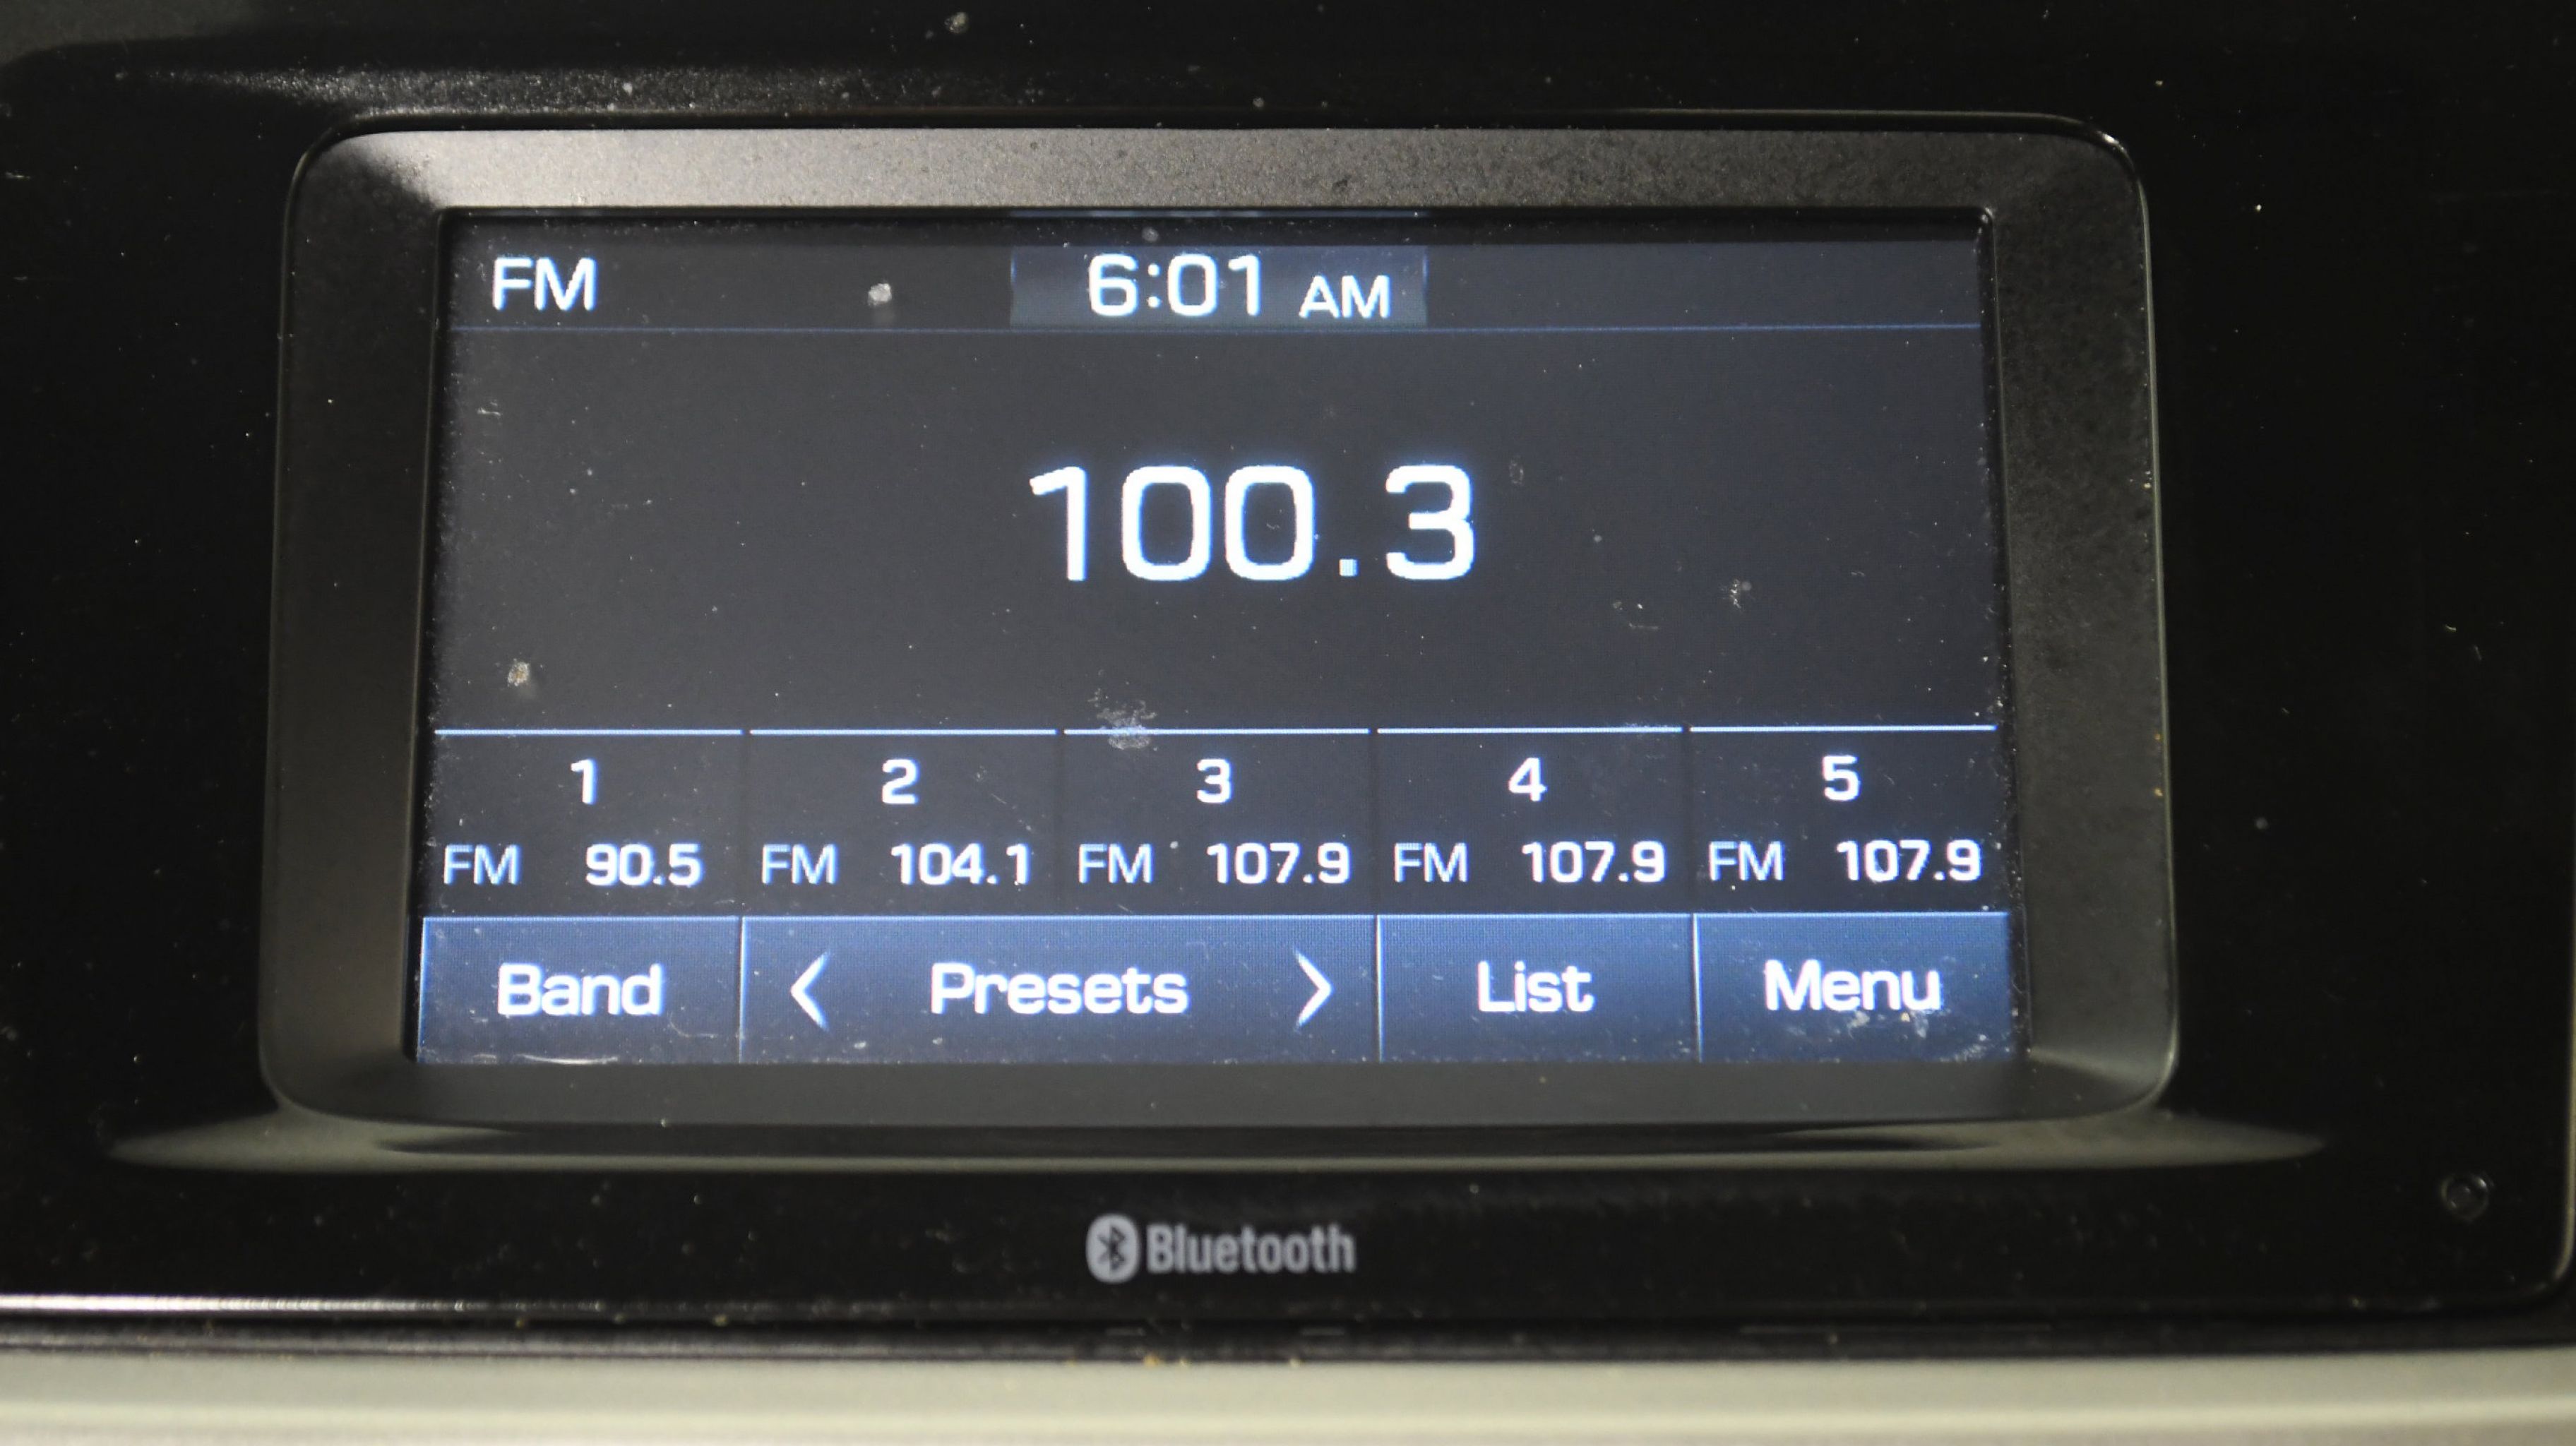 FM 6:01 AM
100.3
1 2 3 4 5
FM 90.5 FM 104.1 FM 107.9 FM 107.9 FM 107.9
Band < Presets > List Menu
Bluetooth